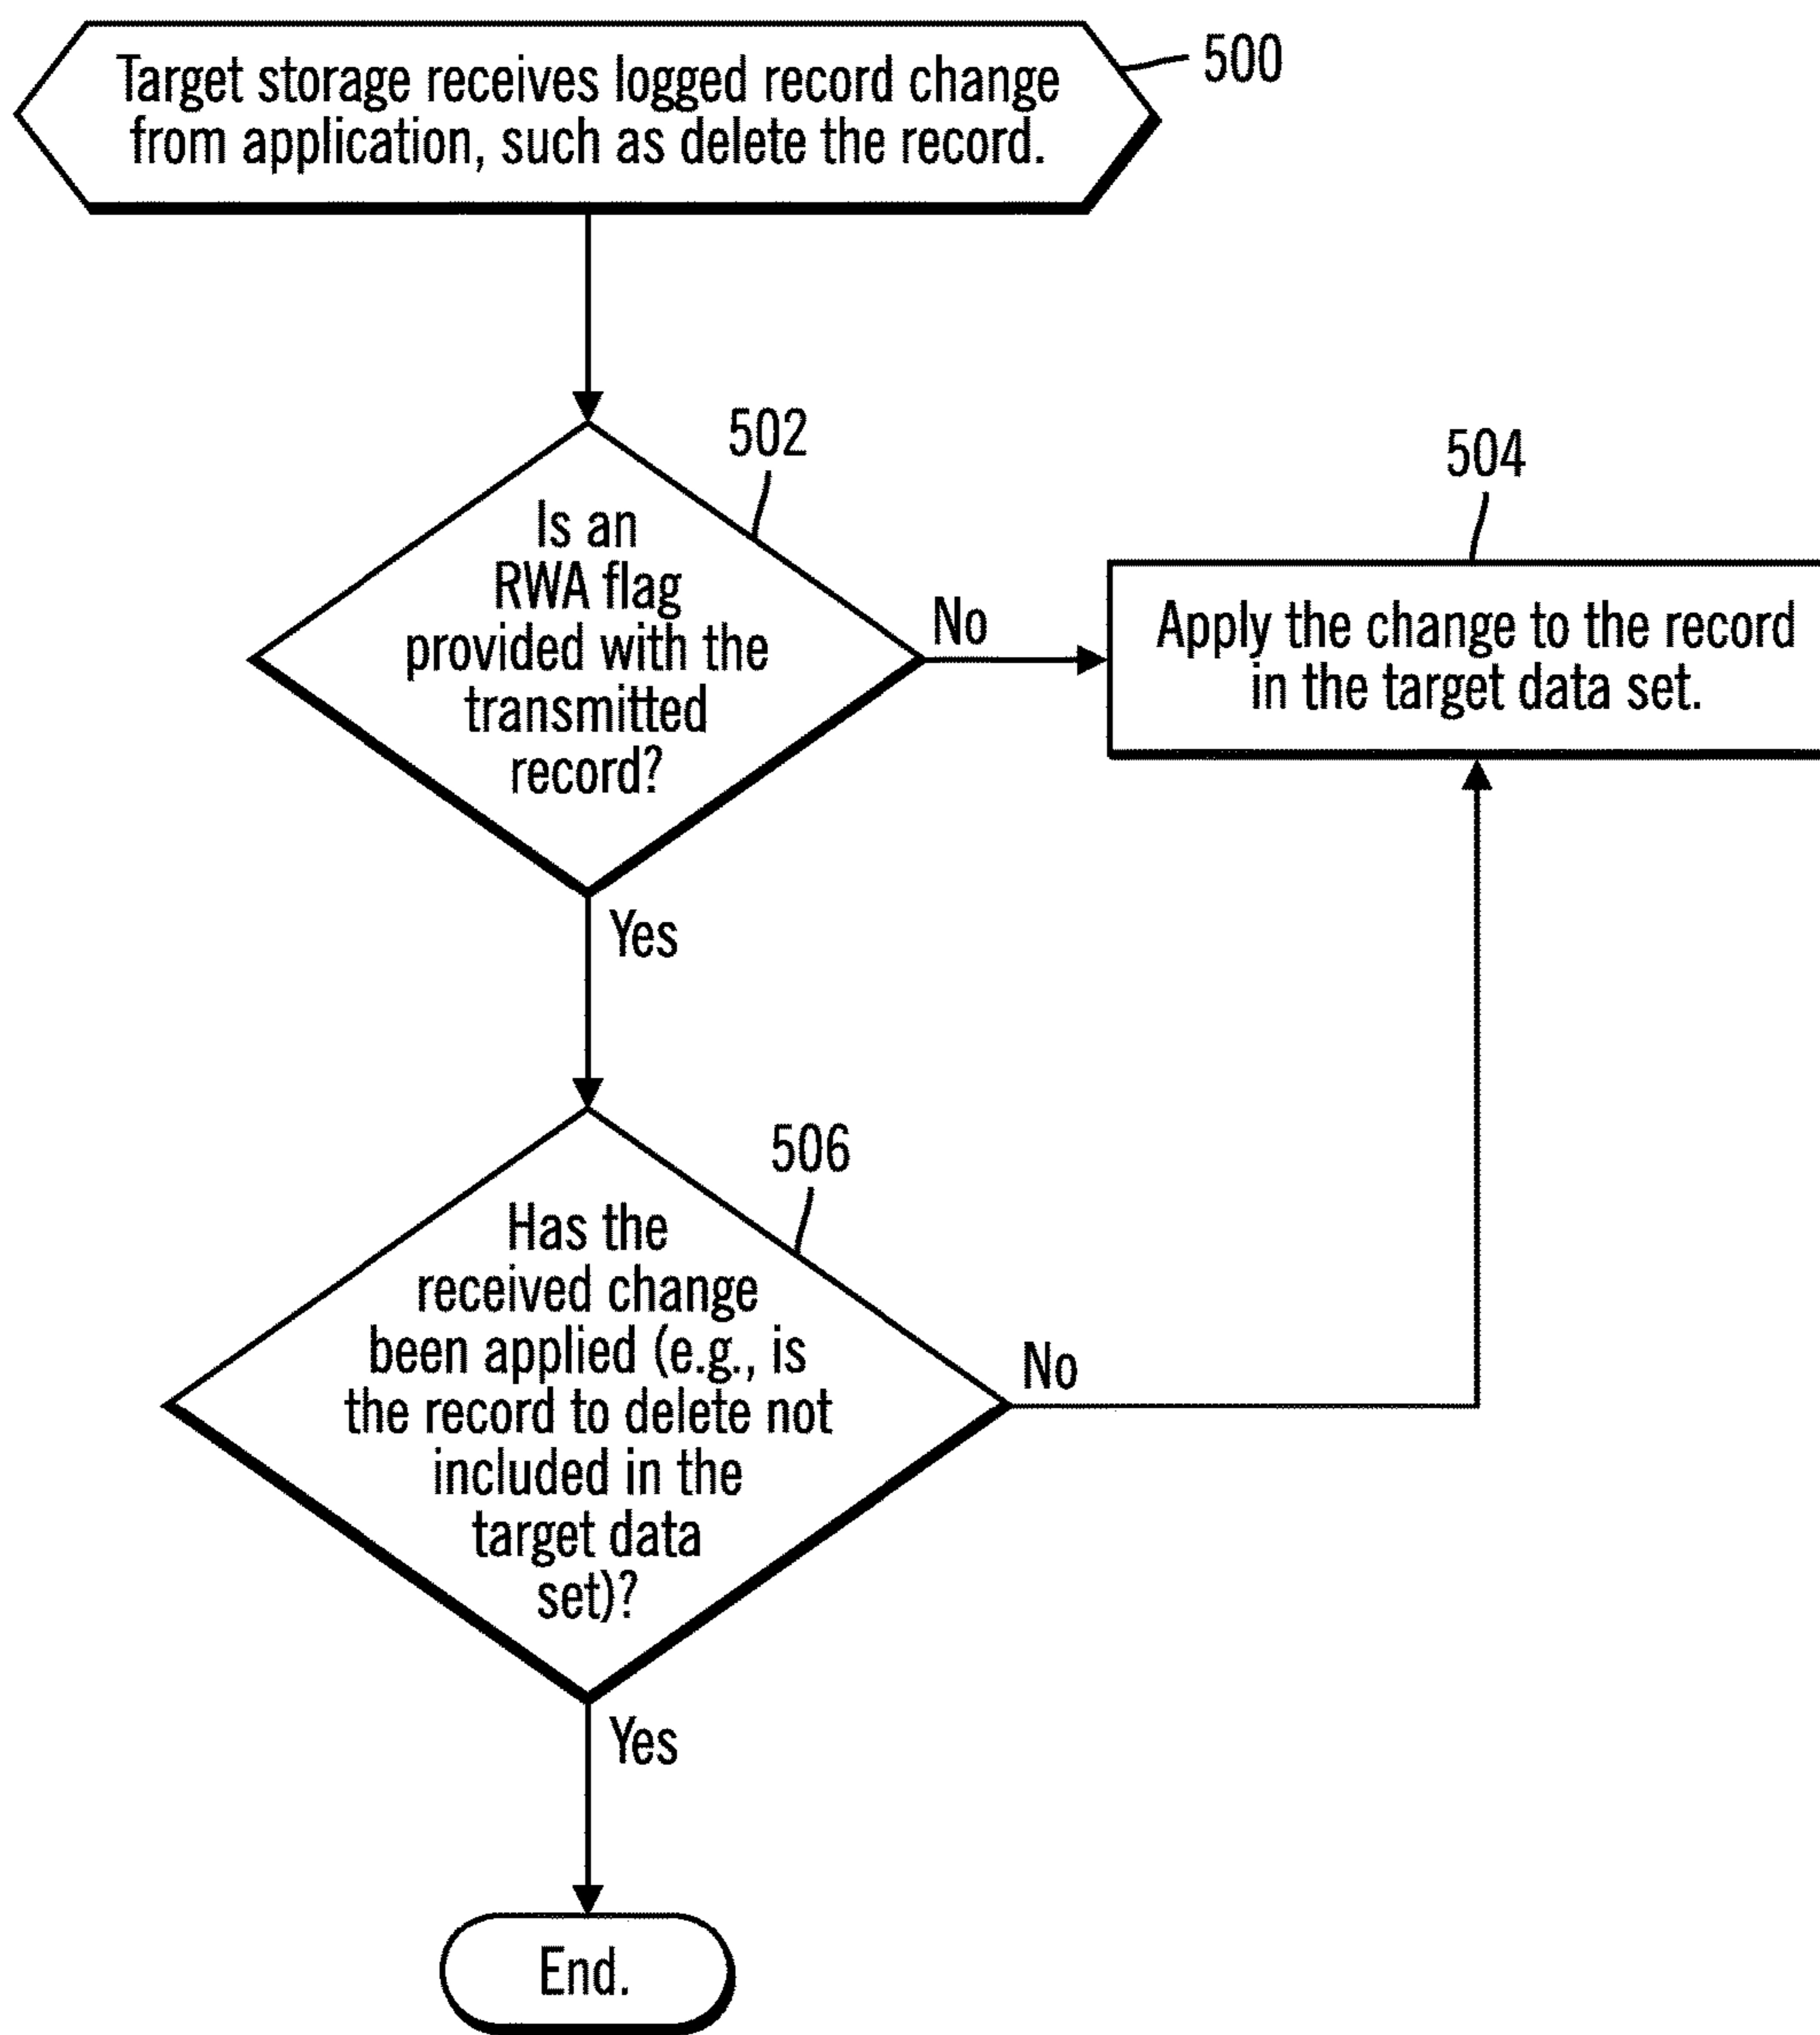 Target storage receives logged record change
from application, such as delete the record.
500
502
Is an
RWA flag
provided with the
transmitted
record?
No
504
Apply the change to the record
in the target data set.
Yes
506
Has the
received change
been applied (e.g., is
the record to delete not
included in the
target data
set)?
No
Yes
End.